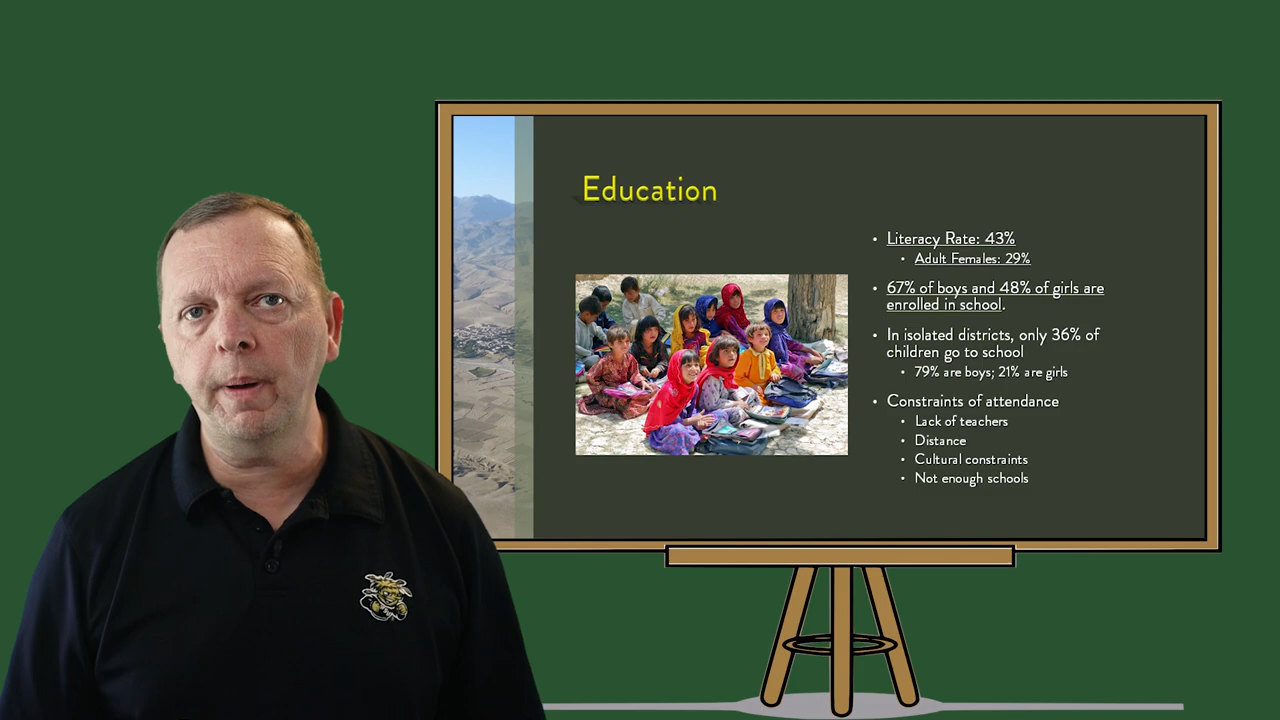 Education
• Literacy Rate: 43%
• Adult Females: 29%
• 67% of boys and 48% of girls are
enrolled in school.
• In isolated districts, only 36% of
children go to school
• 79% are boys; 21% are girls
• Constraints of attendance
• Lack of teachers
• Distance
• Cultural constraints
• Not enough schools